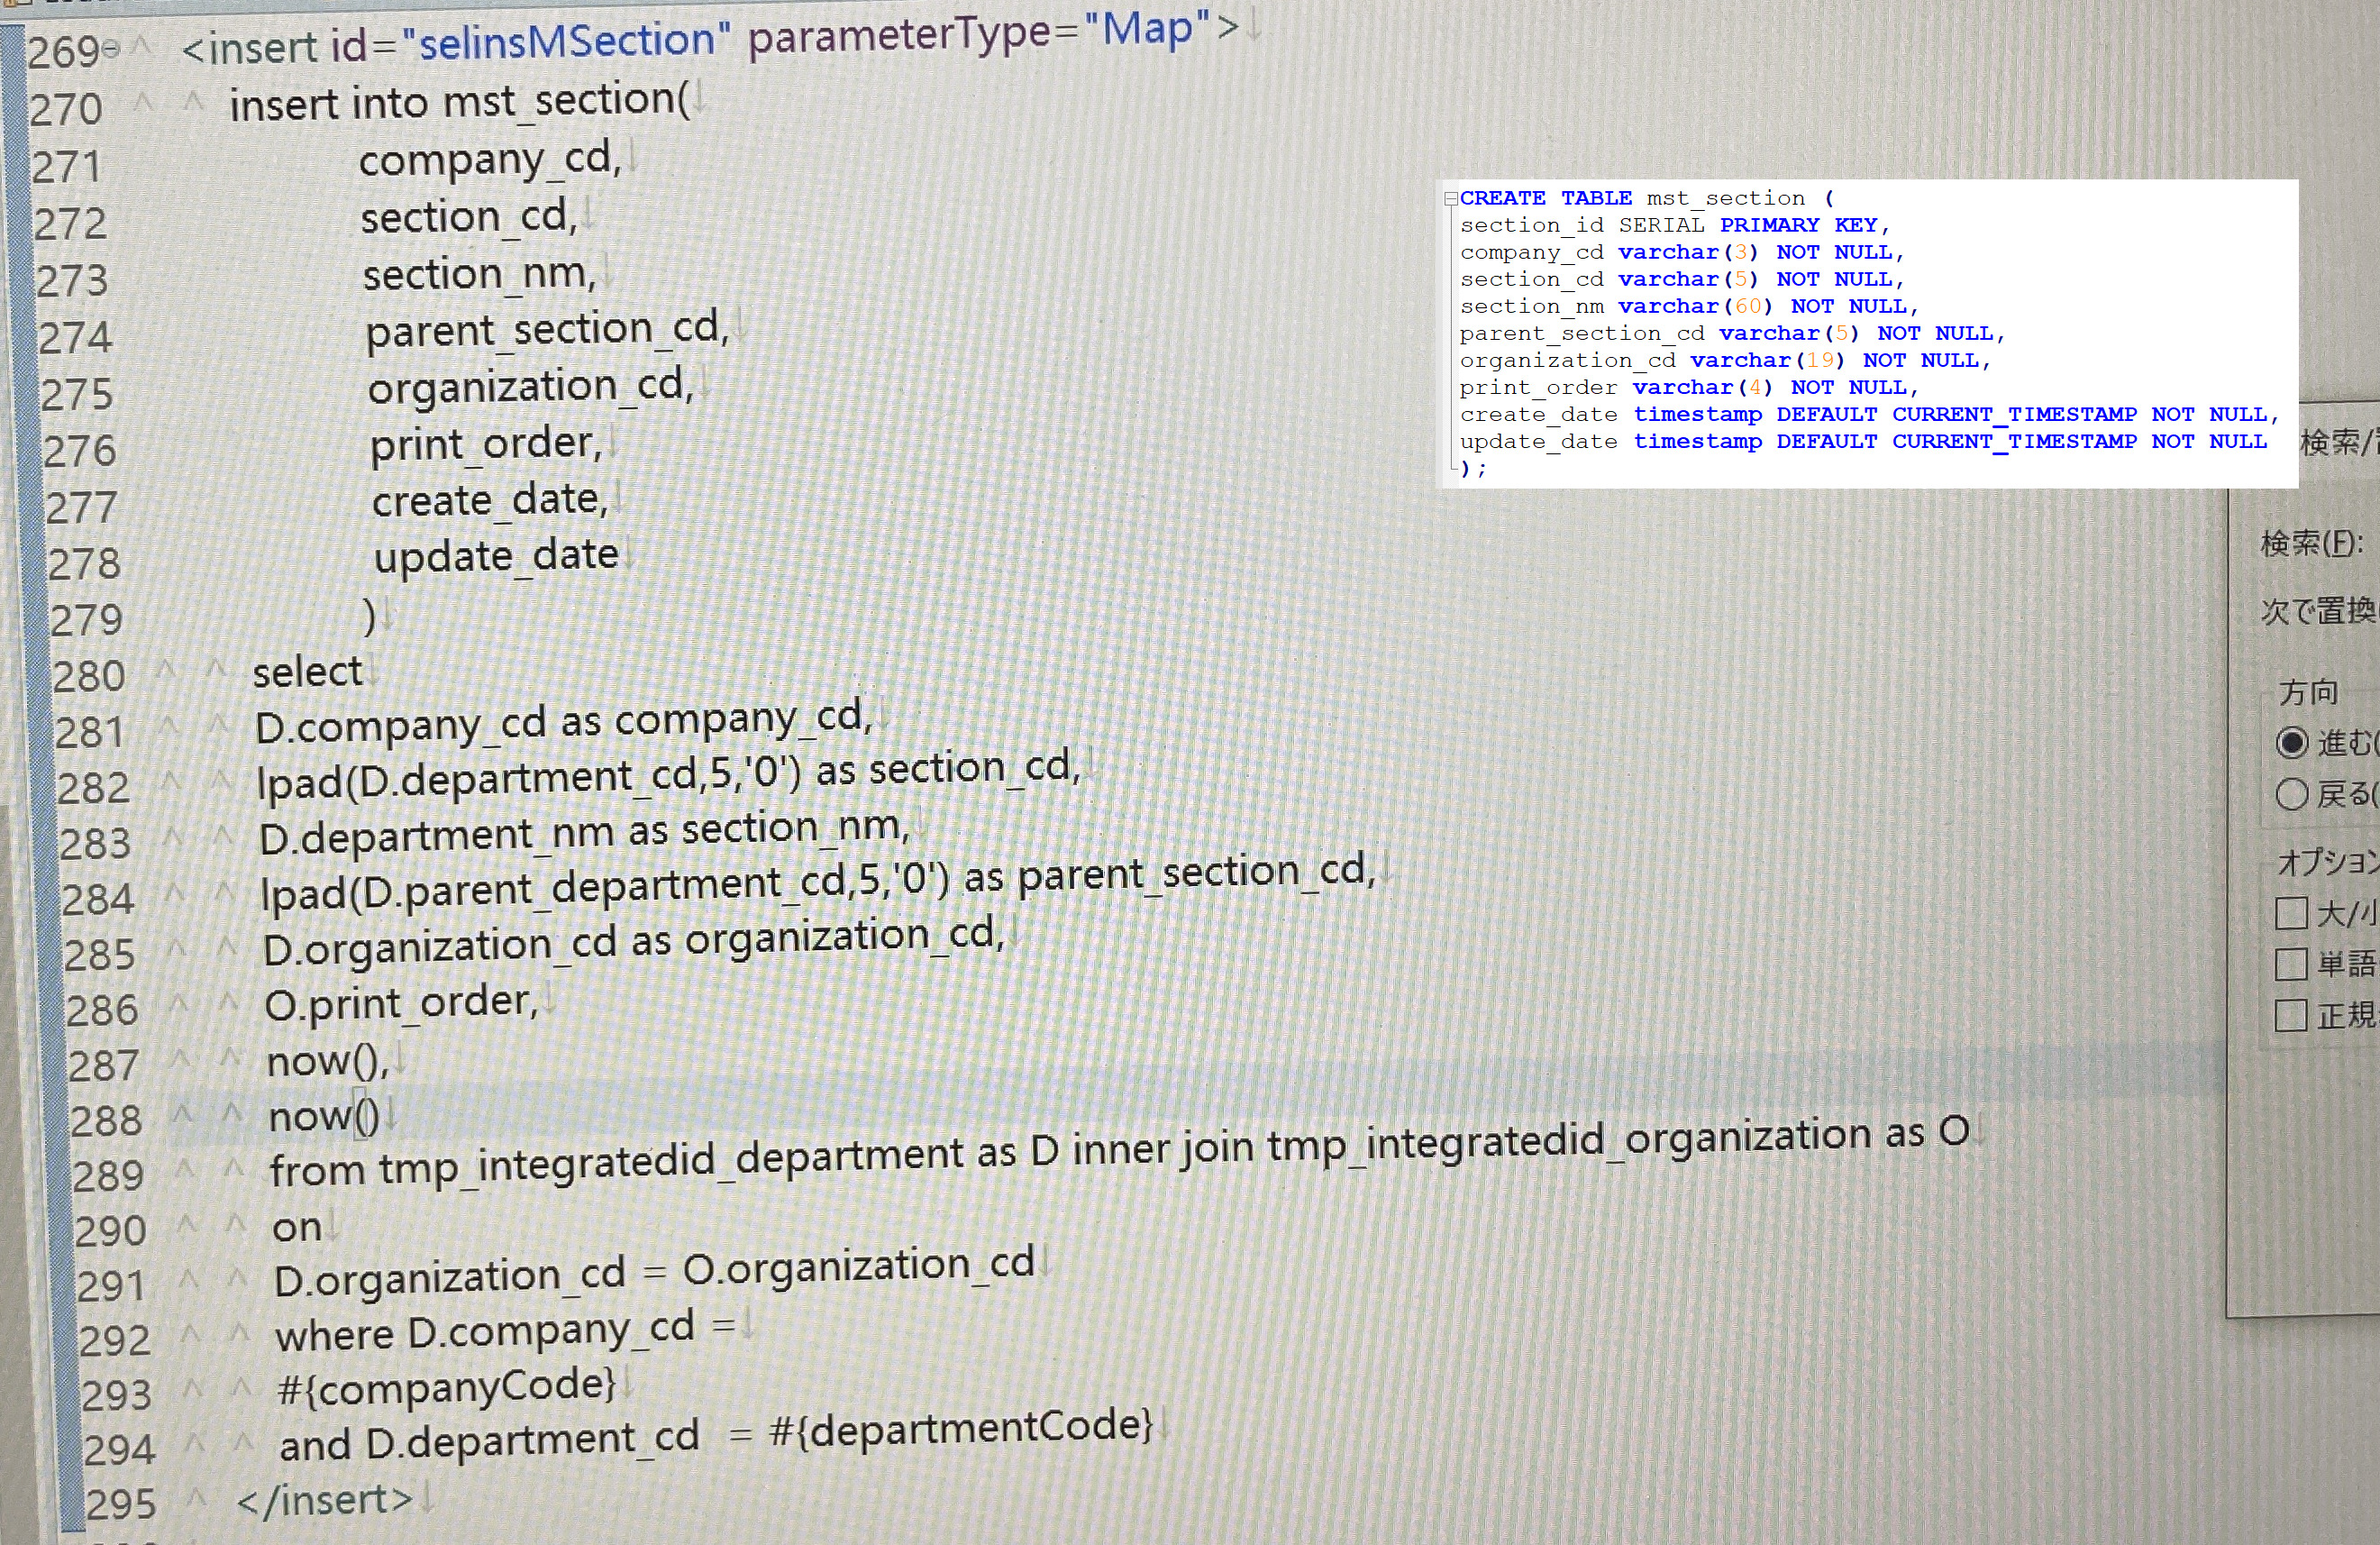 269 <insert id="selinsMSection" parameterType="Map">
270 insert into mst_section(
271 company_cd,
272 section_cd,
273 section_nm,
274 parent_section_cd,
275 organization_cd,
276 print_order,
277 create_date,
278 update_date
279 )
280 select
281 D.company_cd as company_cd,
282 lpad(D.department_cd,5,'0') as section_cd,
283 D.department_nm as section_nm,
284 lpad(D.parent_department_cd,5,'0') as parent_section_cd,
285 D.organization_cd as organization_cd,
286 O.print_order,
287 now(),
288 now()
289 from tmp_integratedid_department as D inner join tmp_integratedid_organization as O
290 on
291 D.organization_cd = O.organization_cd
292 where D.company_cd =
293 #{companyCode}
294 and D.department_cd  = #{departmentCode}
295 </insert>
CREATE TABLE mst_section (
section_id SERIAL PRIMARY KEY,
company_cd varchar(3) NOT NULL,
section_cd varchar(5) NOT NULL,
section_nm varchar(60) NOT NULL,
parent_section_cd varchar(5) NOT NULL,
organization_cd varchar(19) NOT NULL,
print_order varchar(4) NOT NULL,
create_date timestamp DEFAULT CURRENT_TIMESTAMP NOT NULL,
update_date timestamp DEFAULT CURRENT_TIMESTAMP NOT NULL
);
検索/
検索(F):
次で置換
方向
進む(
戻る(
オプション
大/小
単語
正規